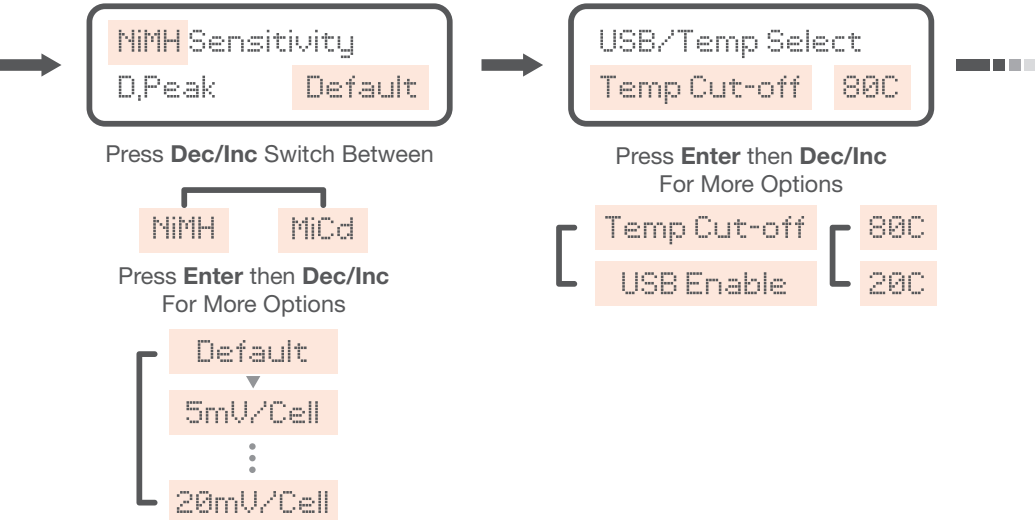 NiMH Sensitivity
D,Peak Default
Press Dec/Inc Switch Between
NiMH MiCd
Press Enter then Dec/Inc
For More Options
Default
5mV/Cell
20mV/Cell
USB/Temp Select
Temp Cut-off 80C
Press Enter then Dec/Inc
For More Options
Temp Cut-off 80C
USB Enable 20C